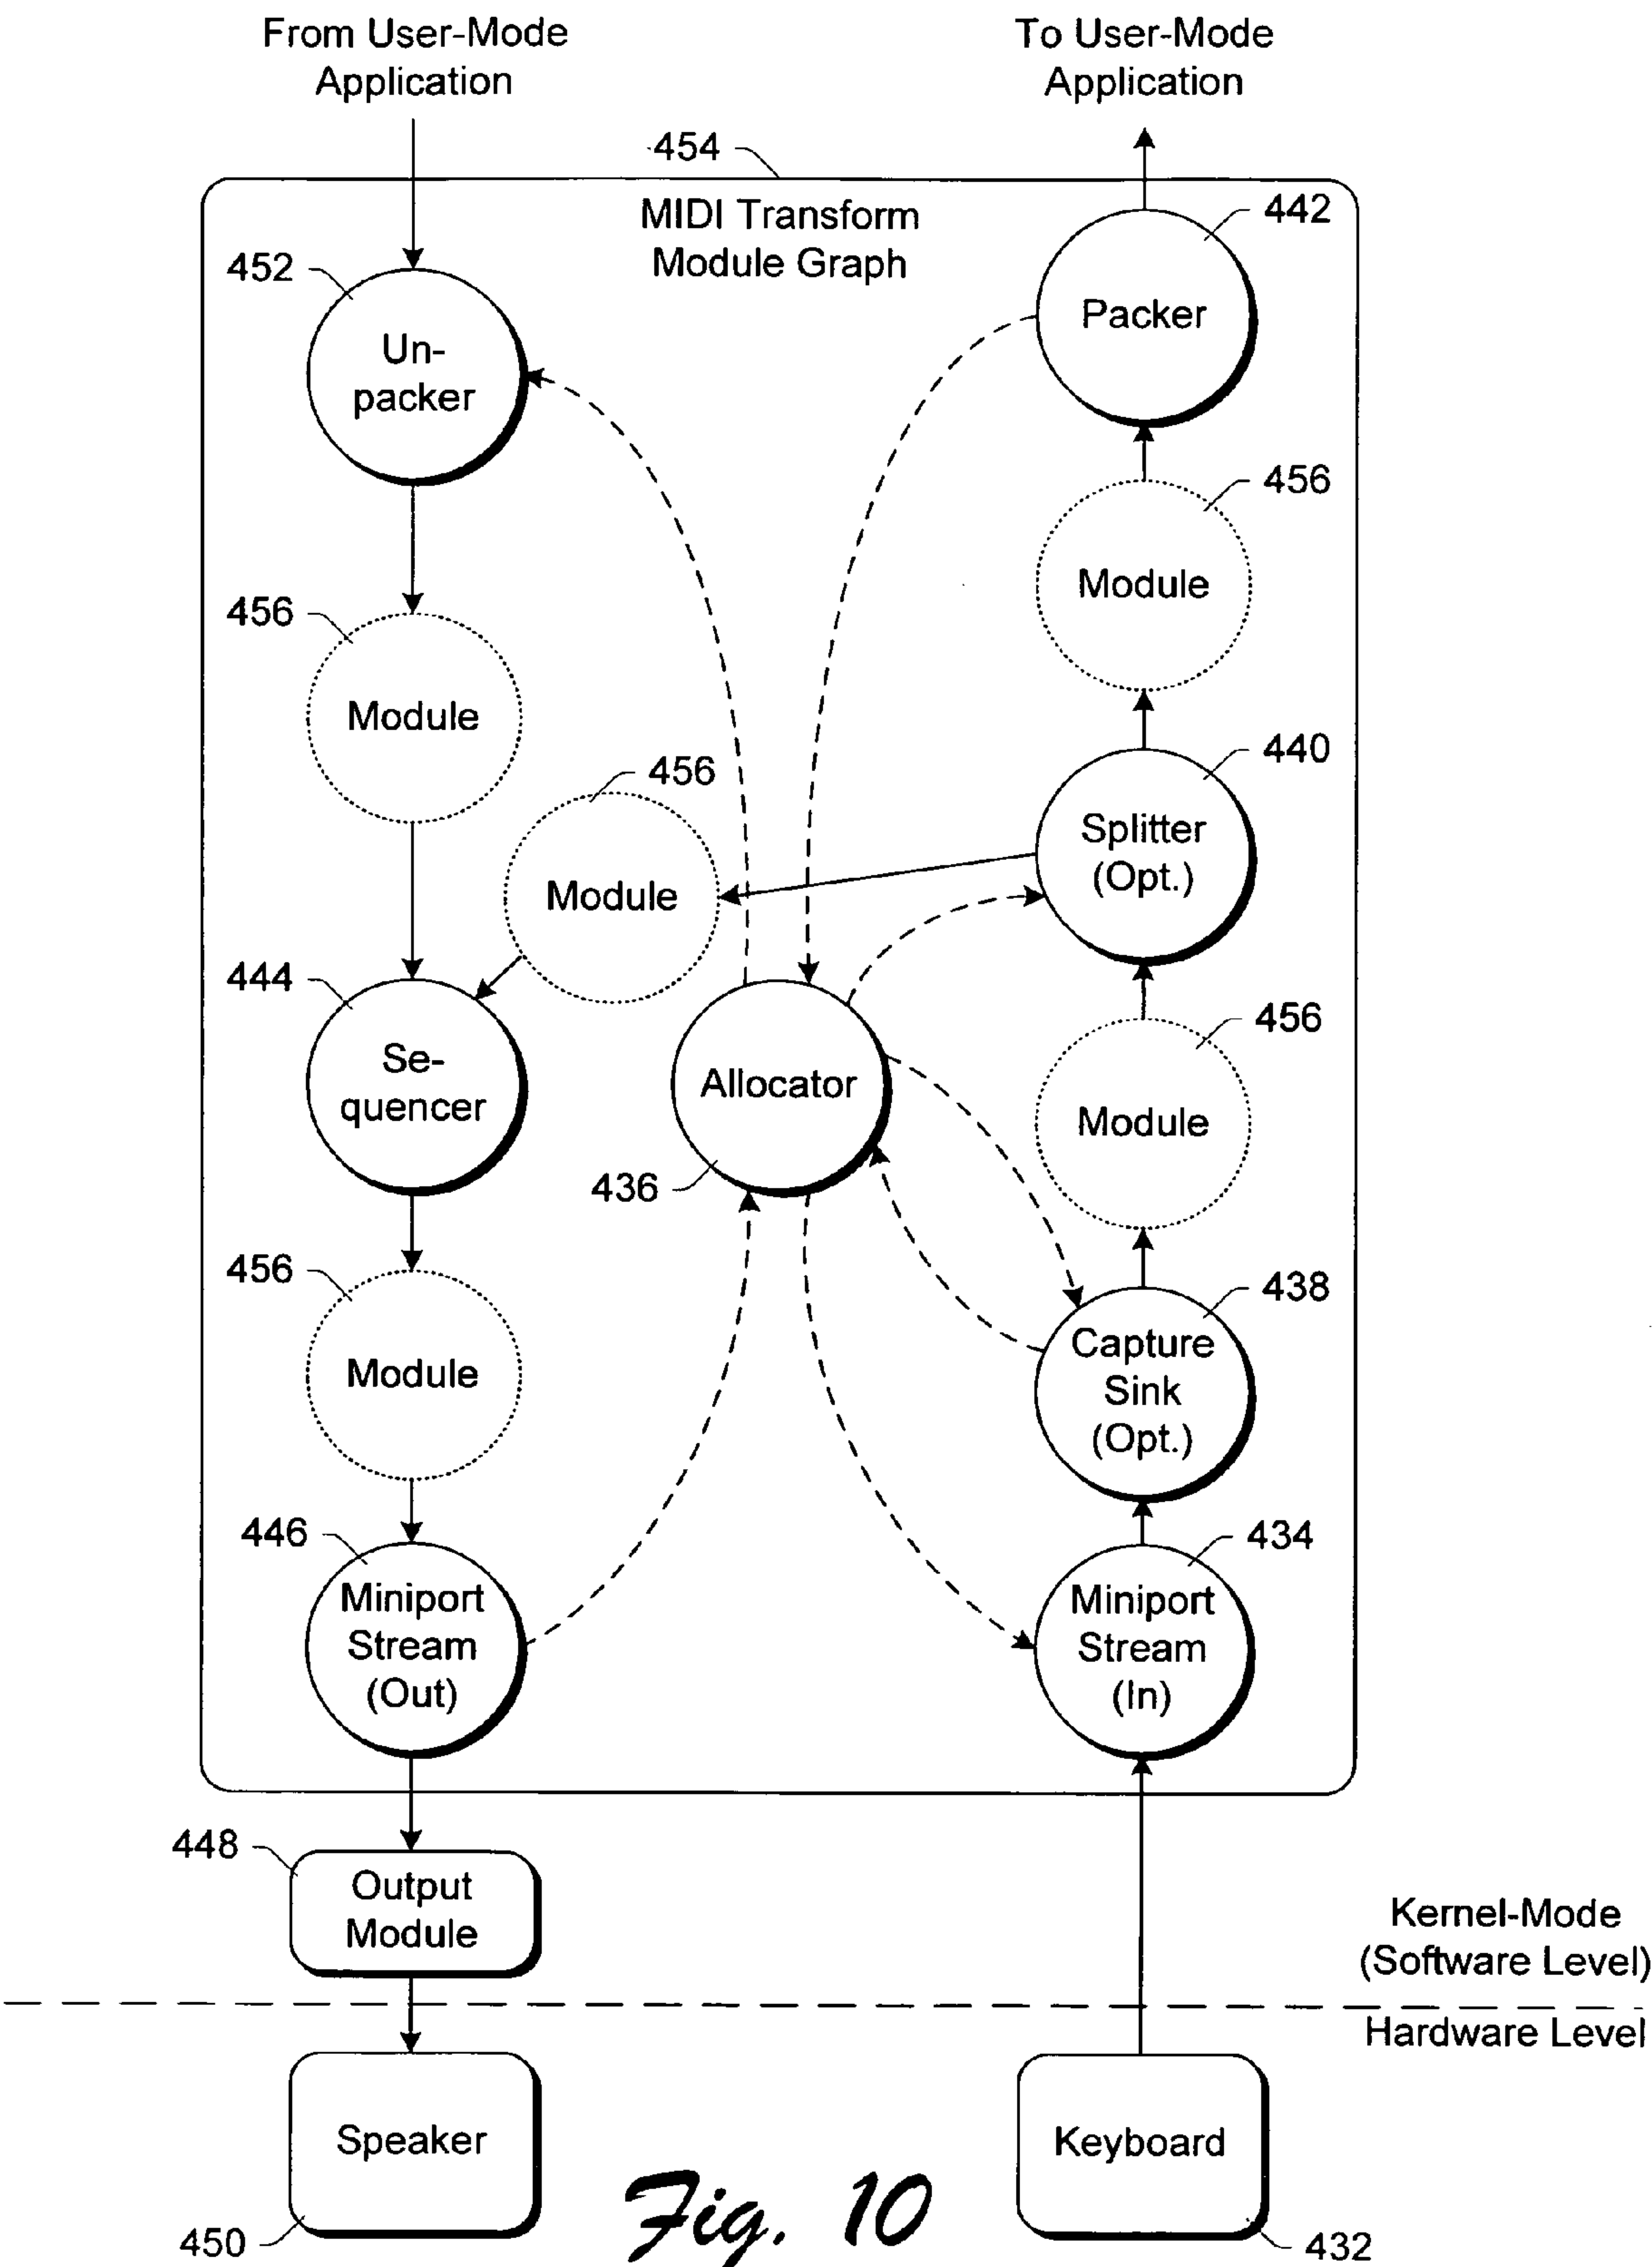 From User-Mode
Application
To User-Mode
Application
454
MIDI Transform
Module Graph
442
452
Packer
Un-
packer
456
Module
456
Module
440
456
Splitter
(Opt.)
Module
444
456
Se-
quencer
Allocator
Module
436
456
438
Capture
Sink
(Opt.)
Module
446
434
Miniport
Stream
(Out)
Miniport
Stream
(In)
448
Output
Module
Kernel-Mode
(Software Level)
Hardware Level
Speaker
Keyboard
450
Fig. 10
432